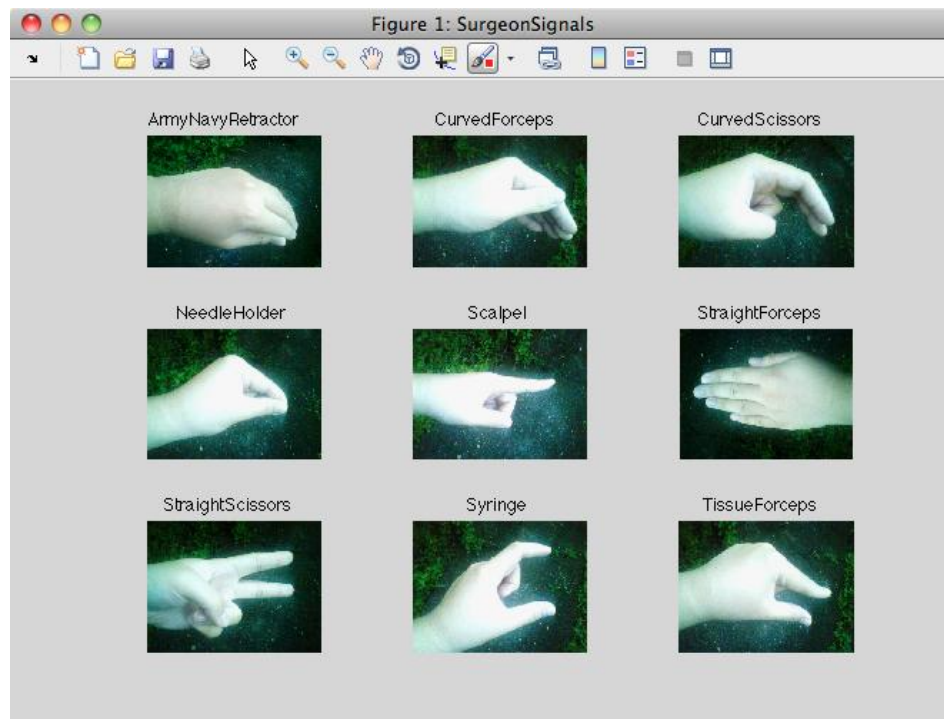 Figure 1: SurgeonSignals
ArmyNavyRetractor
CurvedForceps
CurvedScissors
NeedleHolder
Scalpel
StraightForceps
StraightScissors
Syringe
TissueForceps